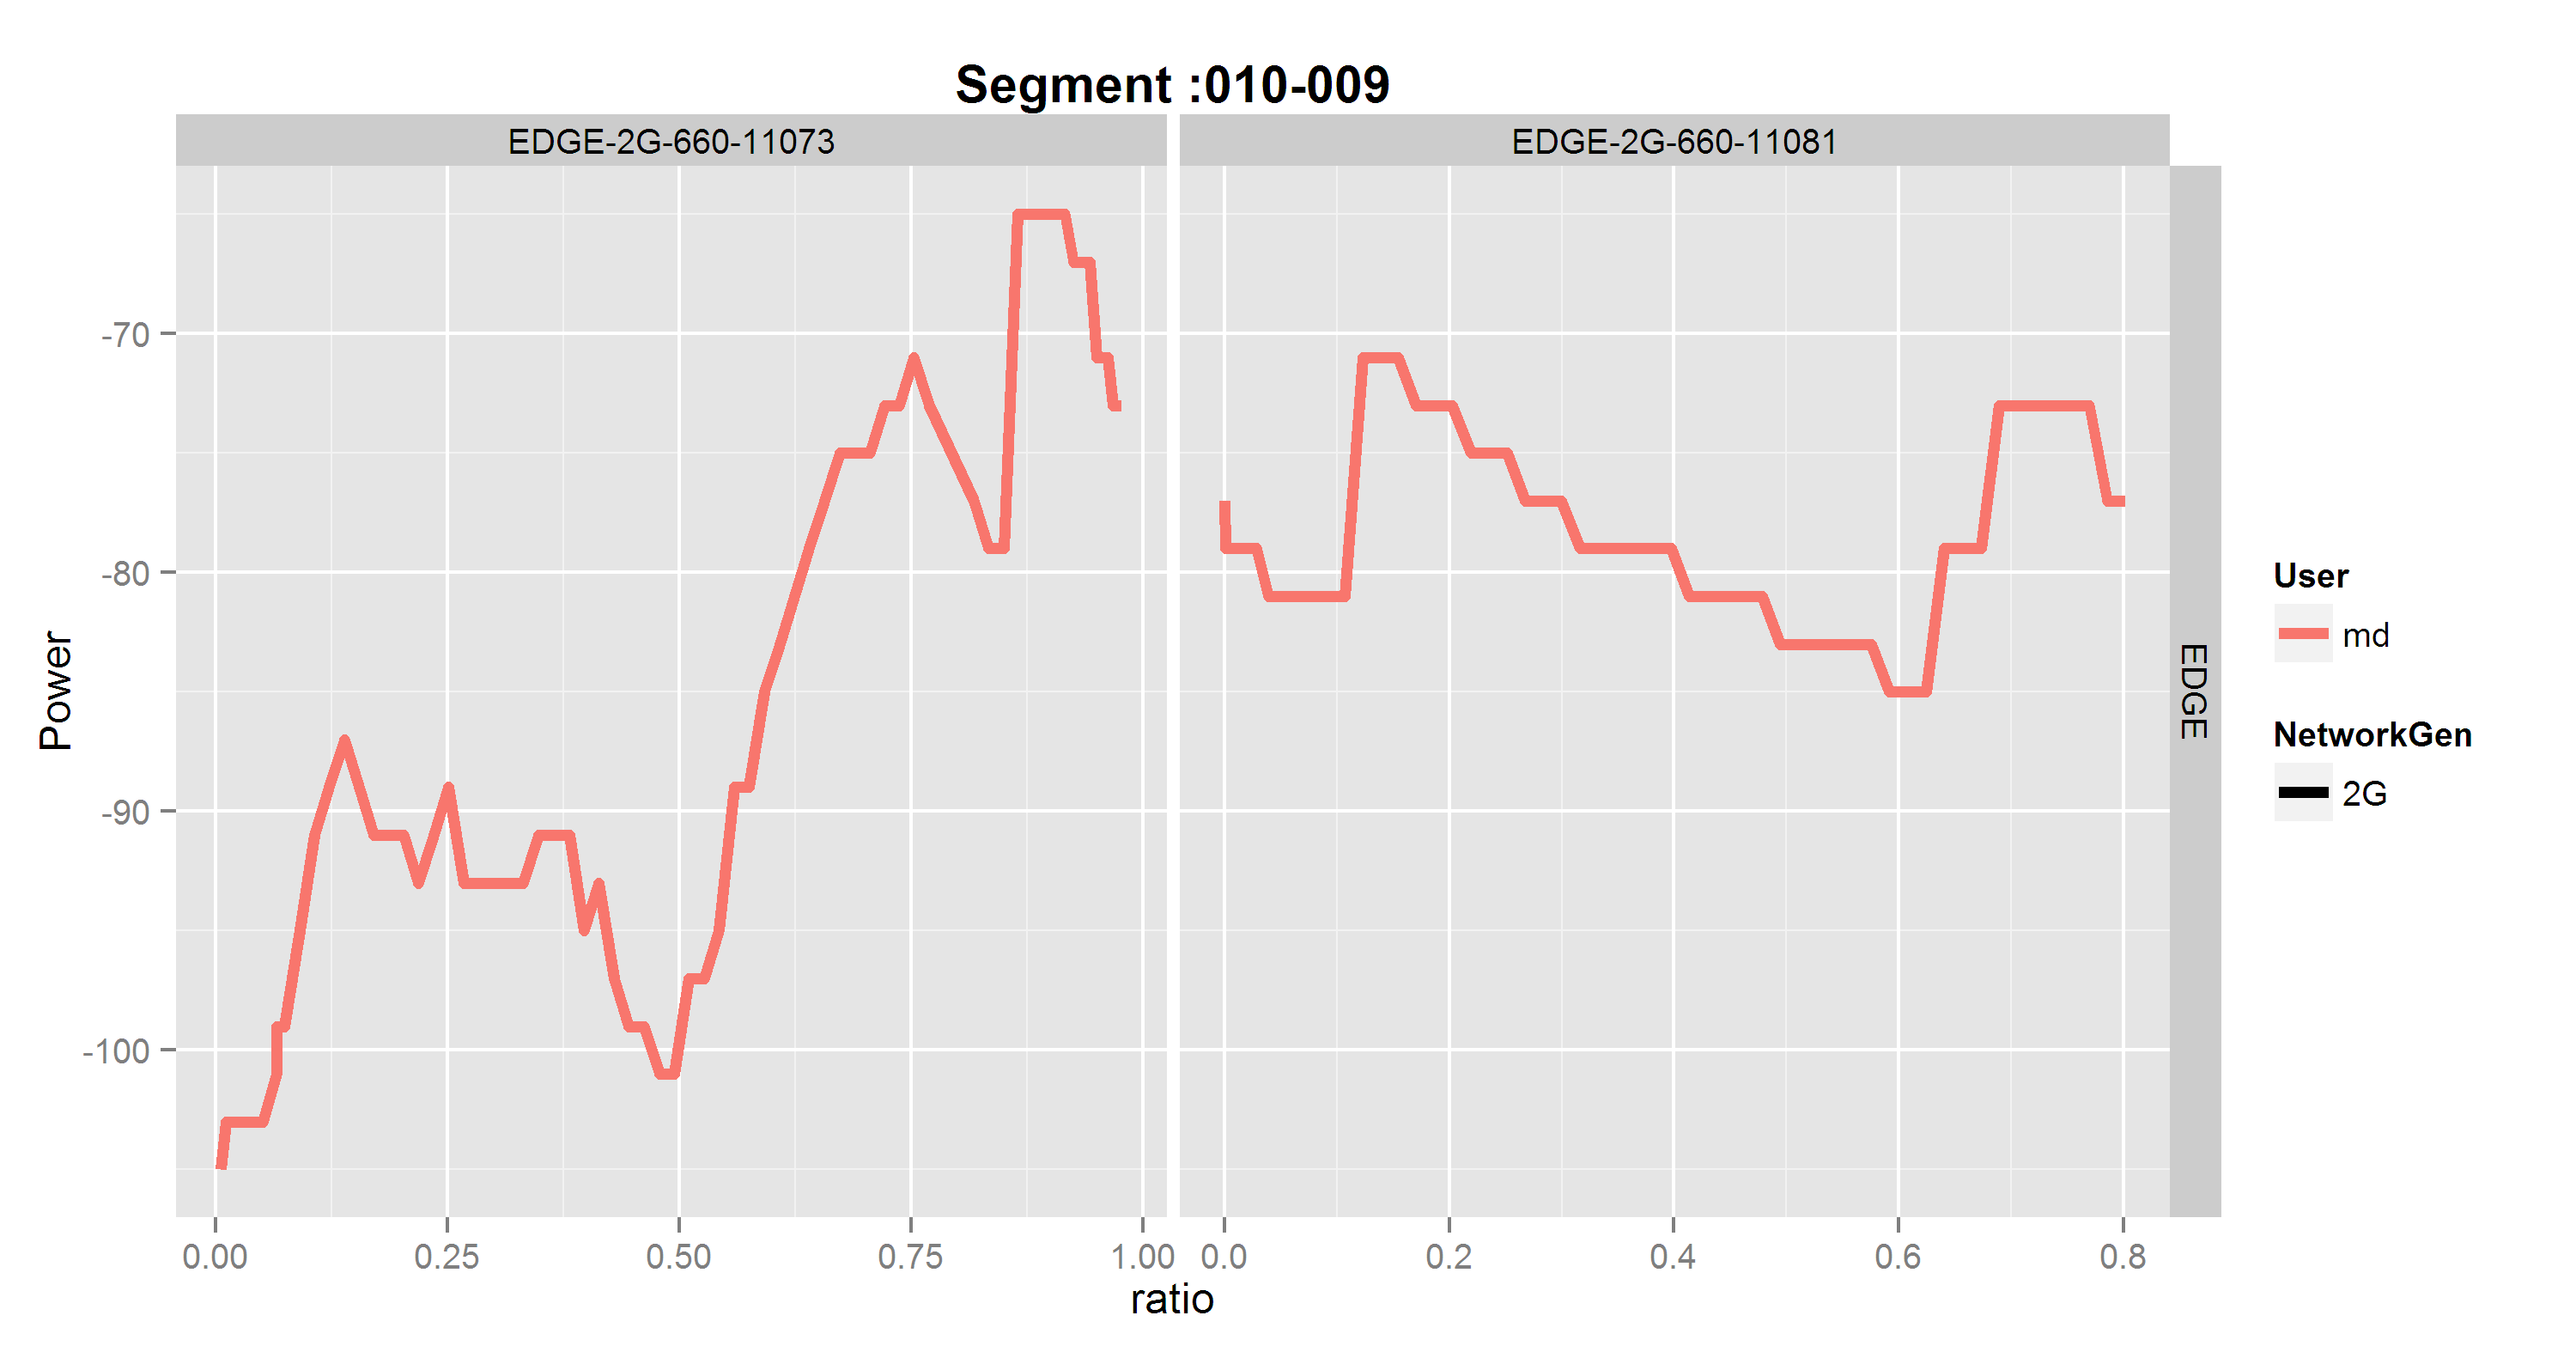 Segment :010-009
EDGE-2G-660-11073
EDGE-2G-660-11081
Power
-70
-80
-90
-100
EDGE
0.00
0.25
0.50
0.75
1.00
0.0
0.2
0.4
0.6
0.8
ratio
User
md
NetworkGen
2G